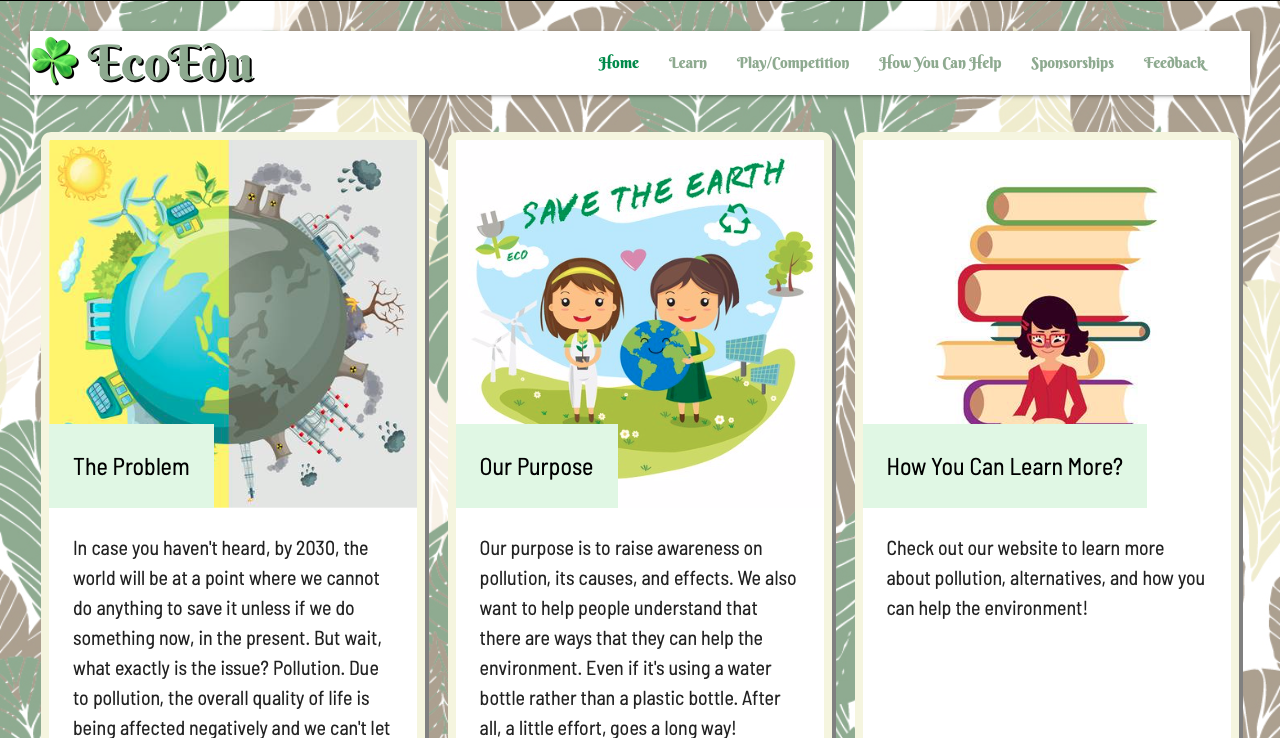 EcoEdu
Home Learn Play/Competition How You Can Help Sponsorships Feedback
SAVE THE EARTH
ECO
The Problem
In case you haven't heard, by 2030, the
world will be at a point where we cannot
do anything to save it unless if we do
something now, in the present. But wait,
what exactly is the issue? Pollution. Due
to pollution, the overall quality of life is
being affected negatively and we can't let
Our Purpose
Our purpose is to raise awareness on
pollution, its causes, and effects. We also
want to help people understand that
there are ways that they can help the
environment. Even if it's using a water
bottle rather than a plastic bottle. After
all, a little effort, goes a long way!
How You Can Learn More?
Check out our website to learn more
about pollution, alternatives, and how you
can help the environment!